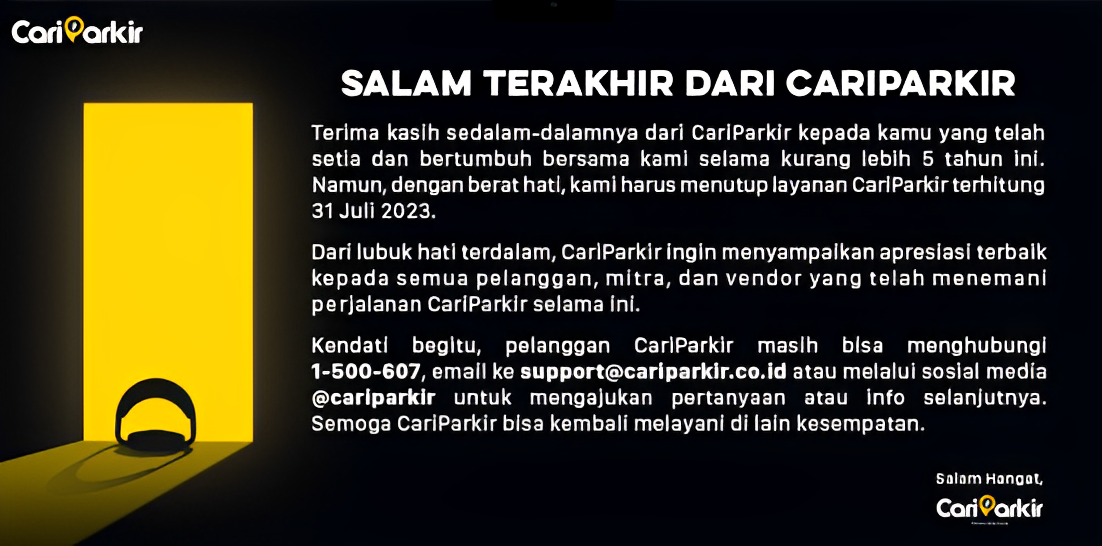 CariParkir
SALAM TERAKHIR DARI CARIPARKIR
Terima kasih sedalam-dalamnya dari CariParkir kepada kamu yang telah
setia dan bertumbuh bersama kami selama kurang lebih 5 tahun ini.
Namun, dengan berat hati, kami harus menutup layanan CariParkir terhitung
31 Juli 2023.
Dari lubuk hati terdalam, CariParkir ingin menyampaikan apresiasi terbaik
kepada semua pelanggan, mitra, dan vendor yang telah menemani
perjalanan CariParkir selama ini.
Kendati begitu, pelanggan CariParkir masih bisa menghubungi
1-500-607, email ke support@cariparkir.co.id atau melalui sosial media
@cariparkir untuk mengajukan pertanyaan atau info selanjutnya.
Semoga CariParkir bisa kembali melayani di lain kesempatan.
Salam Hangat,
CariParkir